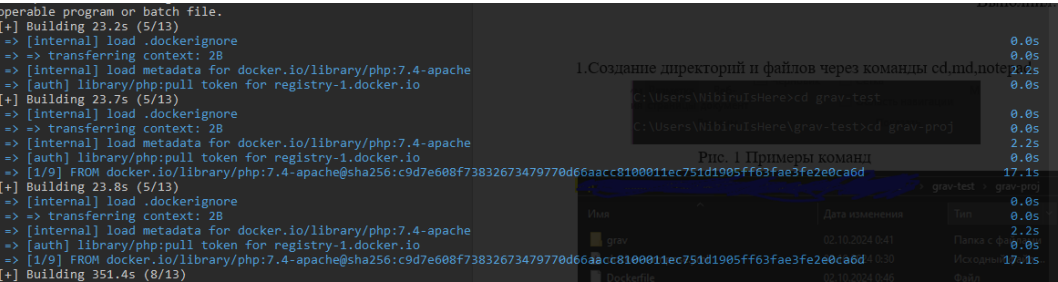 operable program or batch file.
[+] Building 23.2s (5/13)
=> [internal] load .dockerignore 0.0s
=> => transferring context: 2B 0.0s
=> [internal] load metadata for docker.io/library/php:7.4-apache 2.2s
=> [auth] library/php:pull token for registry-1.docker.io 0.0s
[+] Building 23.7s (5/13)
=> [internal] load .dockerignore 0.0s
=> => transferring context: 2B 0.0s
=> [internal] load metadata for docker.io/library/php:7.4-apache 2.2s
=> [auth] library/php:pull token for registry-1.docker.io 0.0s
=> [1/9] FROM docker.io/library/php:7.4-apache@sha256:c9d7e608f73832673479770d66aacc8100011ec751d1905ff63fae3fe2e0ca6d 17.1s
[+] Building 23.8s (5/13)
=> [internal] load .dockerignore 0.0s
=> => transferring context: 2B 0.0s
=> [internal] load metadata for docker.io/library/php:7.4-apache 2.2s
=> [auth] library/php:pull token for registry-1.docker.io 0.0s
=> [1/9] FROM docker.io/library/php:7.4-apache@sha256:c9d7e608f73832673479770d66aacc8100011ec751d1905ff63fae3fe2e0ca6d 17.1s
[+] Building 351.4s (8/13)
1.Создание директорий и файлов через команды cd,md,notepad
C:\Users\NibiruIsHere>cd grav-test
C:\Users\NibiruIsHere\grav-test>cd grav-proj
Рис. 1 Примеры команд
grav-test › grav-proj
Имя Дата изменения Тип
grav 02.10.2024 0:41 Папка с
0:30
Dockerfile 02.10.2024 0:46 Файл